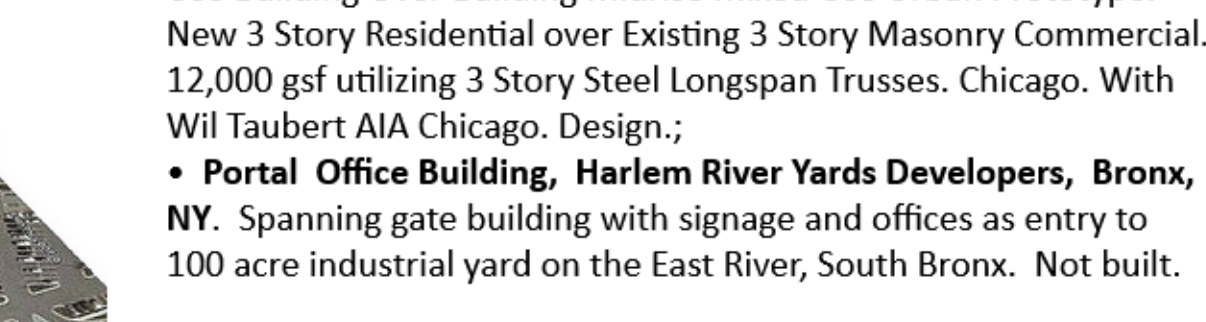 New 3 Story Residential over Existing 3 Story Masonry Commercial.
12,000 gsf utilizing 3 Story Steel Longspan Trusses. Chicago. With
Wil Taubert AIA Chicago. Design.;
• Portal  Office Building,  Harlem River Yards Developers,  Bronx,
NY.  Spanning gate building with signage and offices as entry to
100 acre industrial yard on the East River, South Bronx.  Not built.